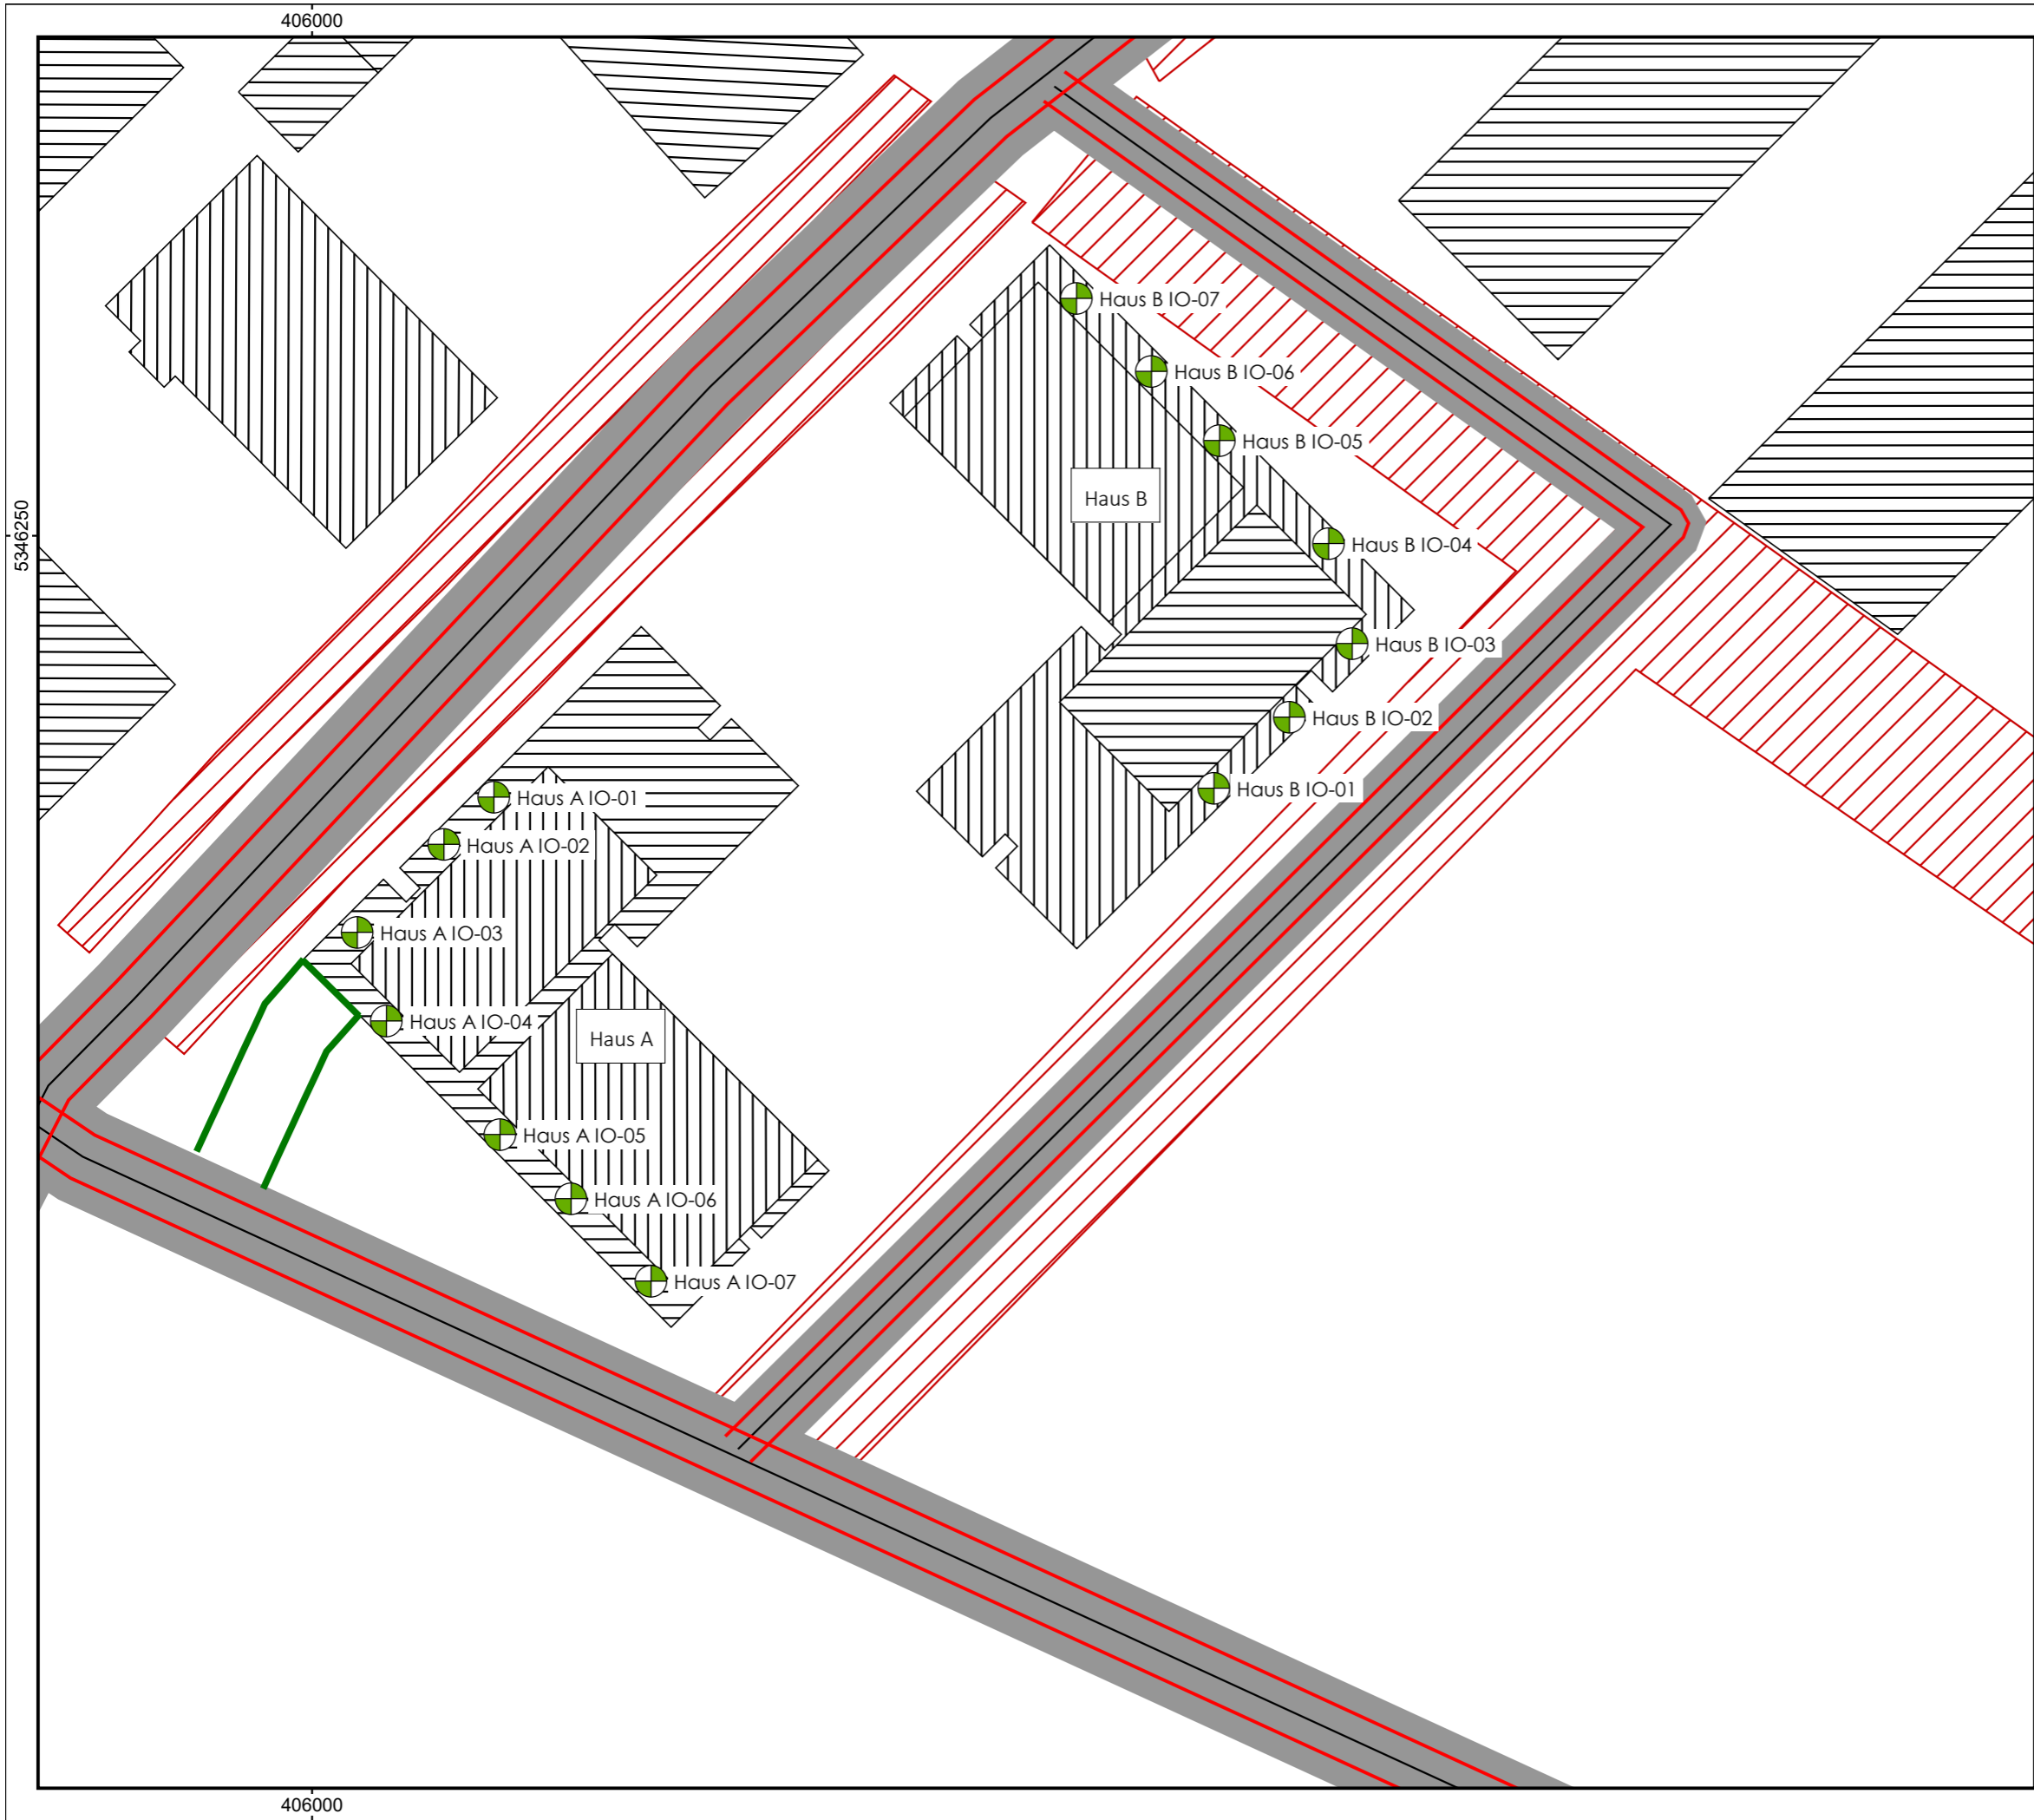 406000
Haus B IO-07
Haus B IO-06
Haus B IO-05
Haus B
5346250
Haus B IO-04
Haus B IO-03
Haus B IO-02
Haus B IO-01
Haus A IO-01
Haus A IO-02
Haus A IO-03
Haus A IO-04
Haus A
Haus A IO-05
Haus A IO-06
Haus A IO-07
406000